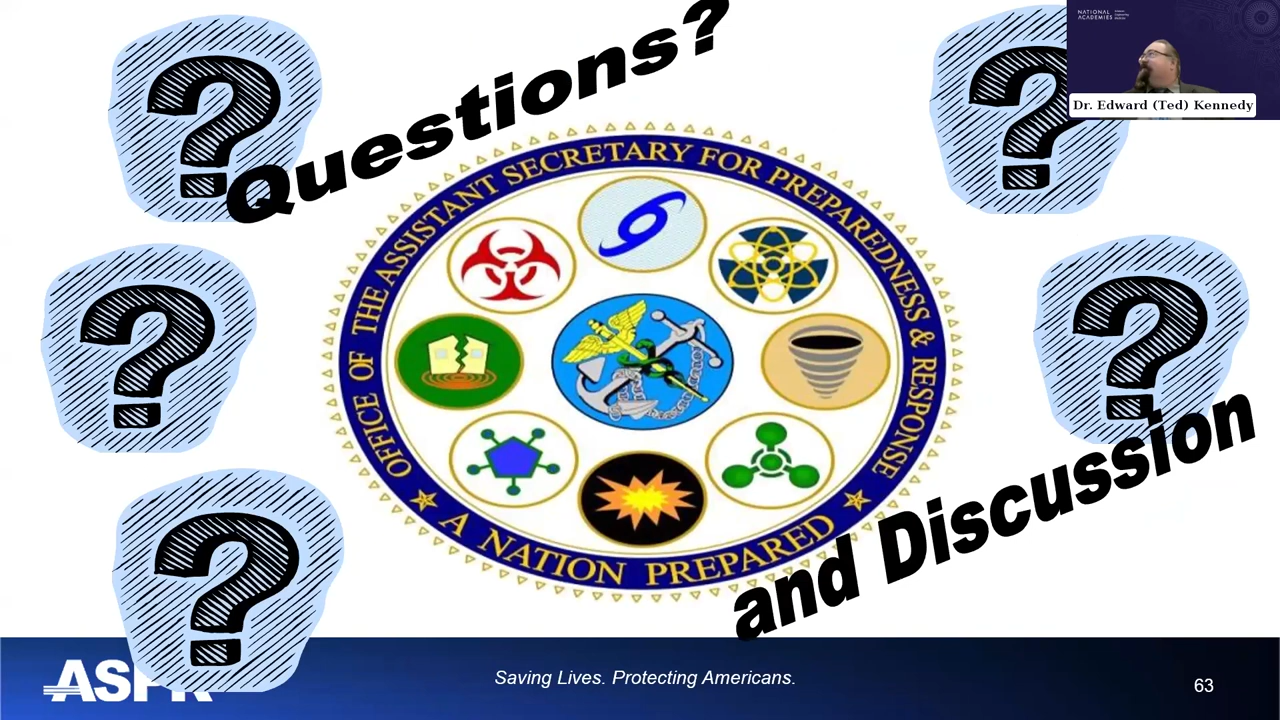 Questions?
NATIONAL
ACADEMIES
Dr. Edward (Ted) Kennedy
OFFICE OF THE ASSISTANT SECRETARY FOR PREPAREDNESS & RESPONSE
A NATION PREPARED
and Discussion
ASPR
Saving Lives. Protecting Americans.
63